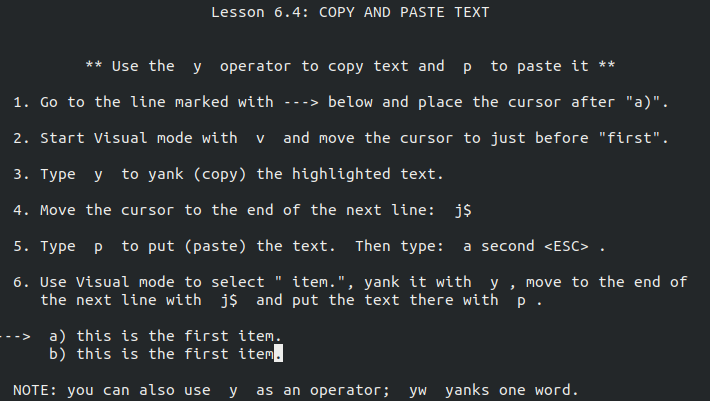 Lesson 6.4: COPY AND PASTE TEXT
** Use the  y  operator to copy text and  p  to paste it **
1. Go to the line marked with ---> below and place the cursor after "a)".
2. Start Visual mode with  v  and move the cursor to just before "first".
3. Type  y  to yank (copy) the highlighted text.
4. Move the cursor to the end of the next line:  j$
5. Type  p  to put (paste) the text.  Then type:  a second <ESC> .
6. Use Visual mode to select " item.", yank it with  y , move to the end of
the next line with  j$  and put the text there with  p .
--->  a) this is the first item.
b) this is the first item.
NOTE: you can also use  y  as an operator;  yw  yanks one word.